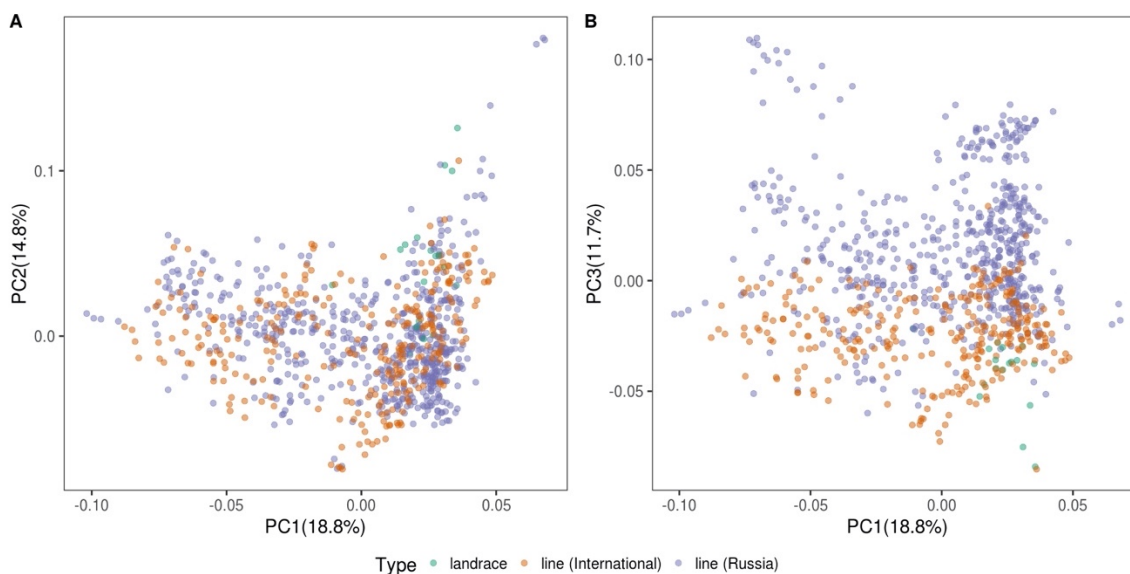 A
B
0.1
0.0
PC2(14.8%)
-0.10
-0.05
0.00
0.05
PC1(18.8%)
0.10
0.05
0.00
-0.05
PC3(11.7%)
-0.10
-0.05
0.00
0.05
PC1(18.8%)
Type landrace line (International) line (Russia)